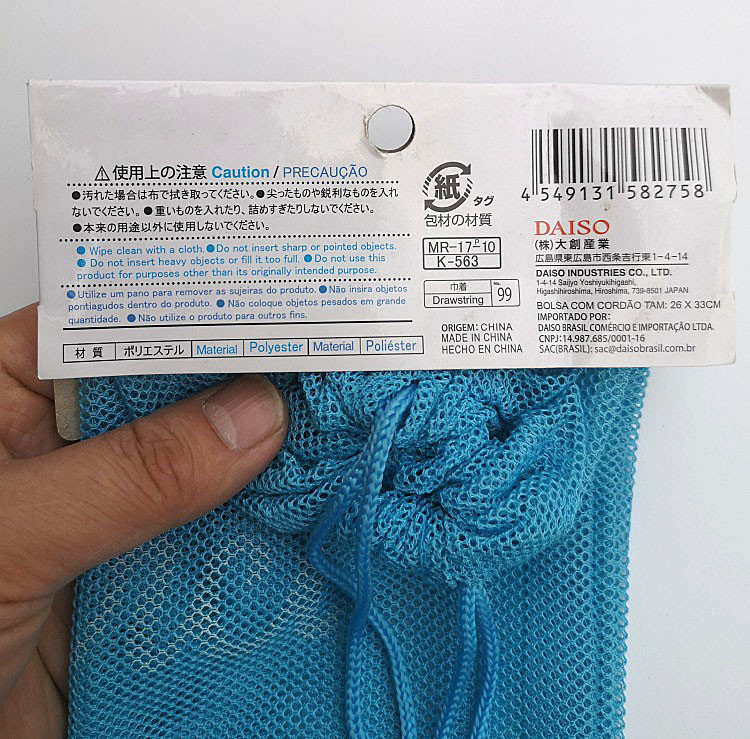 ⚠使用上の注意 Caution / PRECAUÇÃO
●汚れた場合は布で拭き取ってください。●尖ったものや鋭利なものを入れ
ないでください。●重いものを入れたり、詰めすぎたりしないでください。
●本来の用途以外に使用しないでください。
● Wipe clean with a cloth. ● Do not insert sharp or pointed objects.
● Do not insert heavy objects or fill it too full. ● Do not use this
product for purposes other than its originally intended purpose.
● Utilize um pano para remover as sujeiras do produto. ● Não insira objetos
pontiagudos dentro do produto. ● Não coloque objetos pesados em grande
quantidade. ● Não utilize o produto para outros fins.
材質 ポリエステル Material Polyester Material Poliéster
紙 タグ
包材の材質
MR-17-P-10
K-563
巾着
Drawstring No. 99
ORIGEM: CHINA
MADE IN CHINA
HECHO EN CHINA
4 549131 582758
DAISO
(株)大創産業
広島県東広島市西条吉行東1-4-14
DAISO INDUSTRIES CO., LTD.
1-4-14 Saijyo Yoshiyukihigashi,
Higashihiroshima, Hiroshima, 739-8501 JAPAN
BOLSA COM CORDÃO TAM: 26 X 33CM
IMPORTADO POR:
DAISO BRASIL COMÉRCIO E IMPORTAÇÃO LTDA.
CNPJ:14.987.685/0001-16
SAC(BRASIL): sac@daisobrasil.com.br